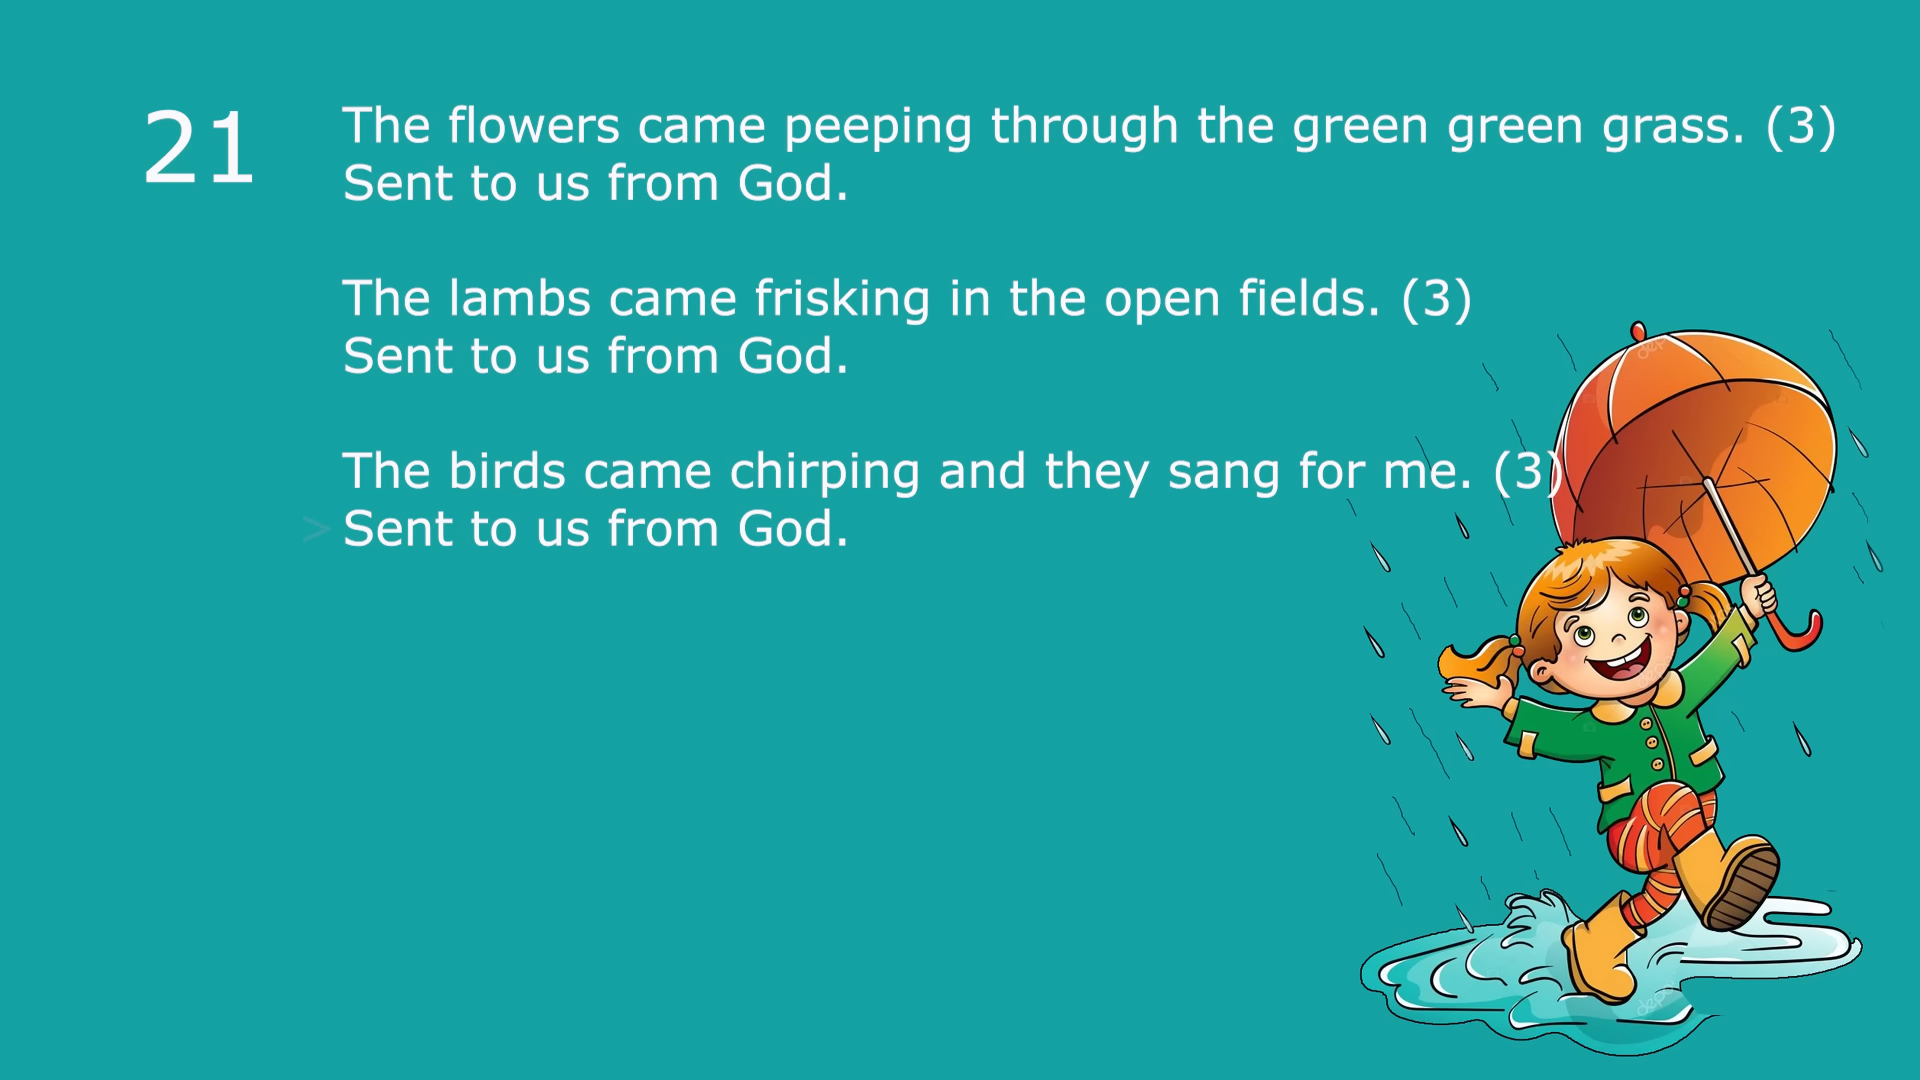 21
The flowers came peeping through the green green grass. (3)
Sent to us from God.
The lambs came frisking in the open fields. (3)
Sent to us from God.
The birds came chirping and they sang for me. (3)
> Sent to us from God.